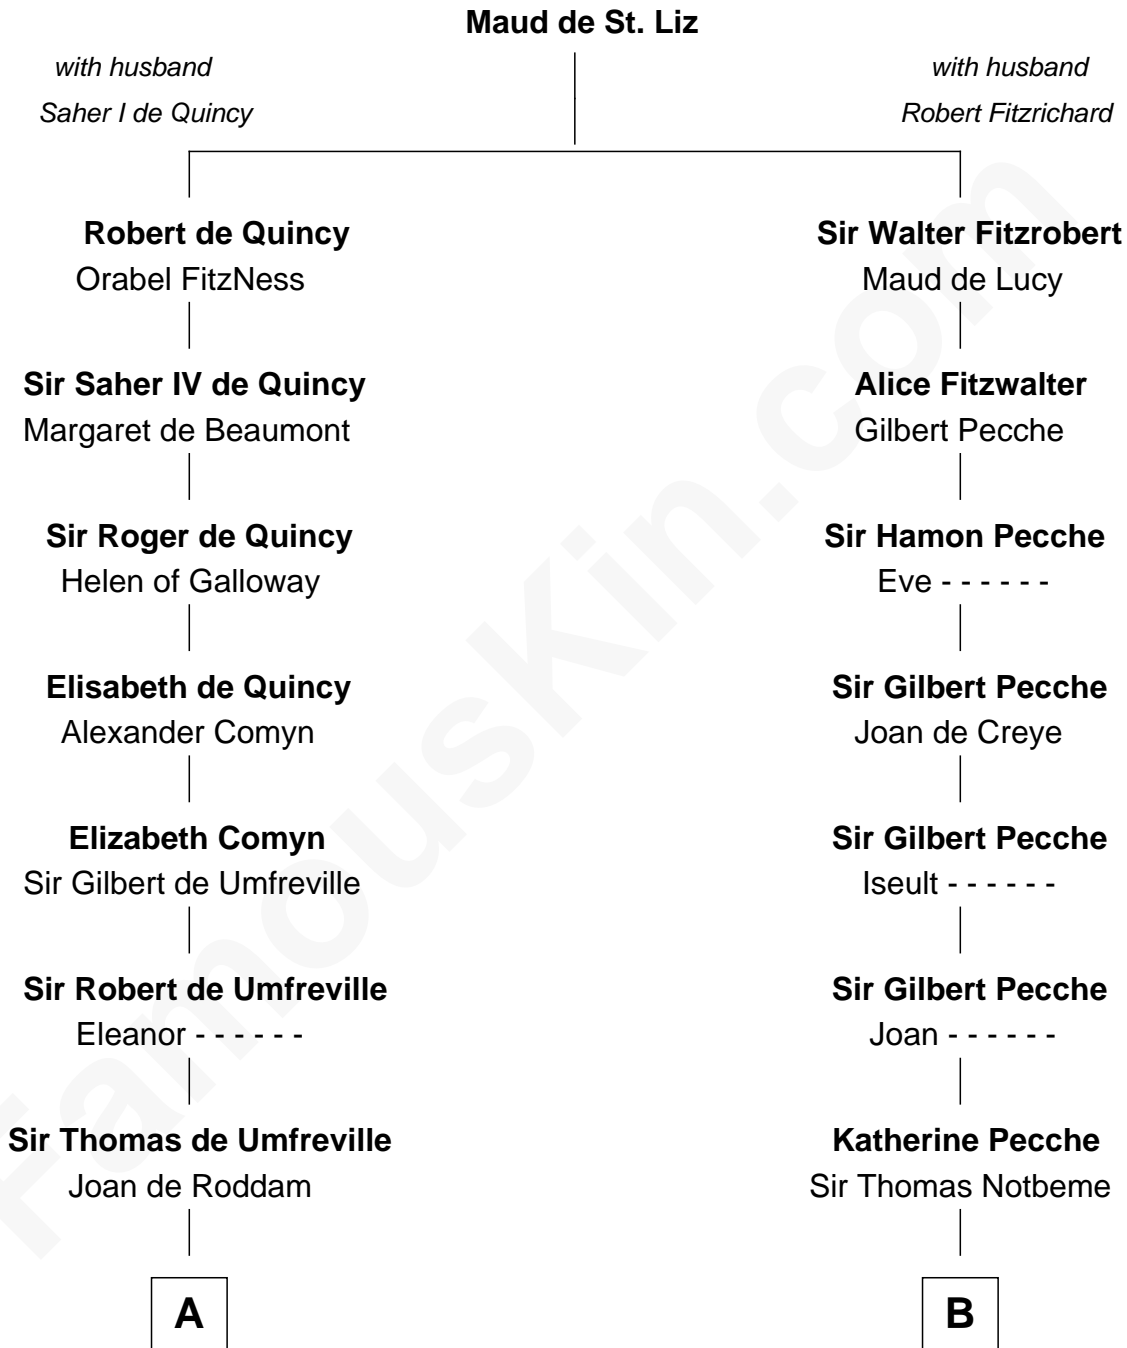 Maud de St. Liz
with husband
Saher I de Quincy
with husband
Robert Fitzrichard
Robert de Quincy
Orabel FitzNess
Sir Walter Fitzrobert
Maud de Lucy
Sir Saher IV de Quincy
Margaret de Beaumont
Alice Fitzwalter
Gilbert Pecche
Sir Roger de Quincy
Helen of Galloway
Sir Hamon Pecche
Eve - - - - - -
Elisabeth de Quincy
Alexander Comyn
Sir Gilbert Pecche
Joan de Creye
Elizabeth Comyn
Sir Gilbert de Umfreville
Sir Gilbert Pecche
Iseult - - - - - -
Sir Robert de Umfreville
Eleanor - - - - - -
Sir Gilbert Pecche
Joan - - - - - -
Sir Thomas de Umfreville
Joan de Roddam
Katherine Pecche
Sir Thomas Notbeme
A
B
FamousKin.com